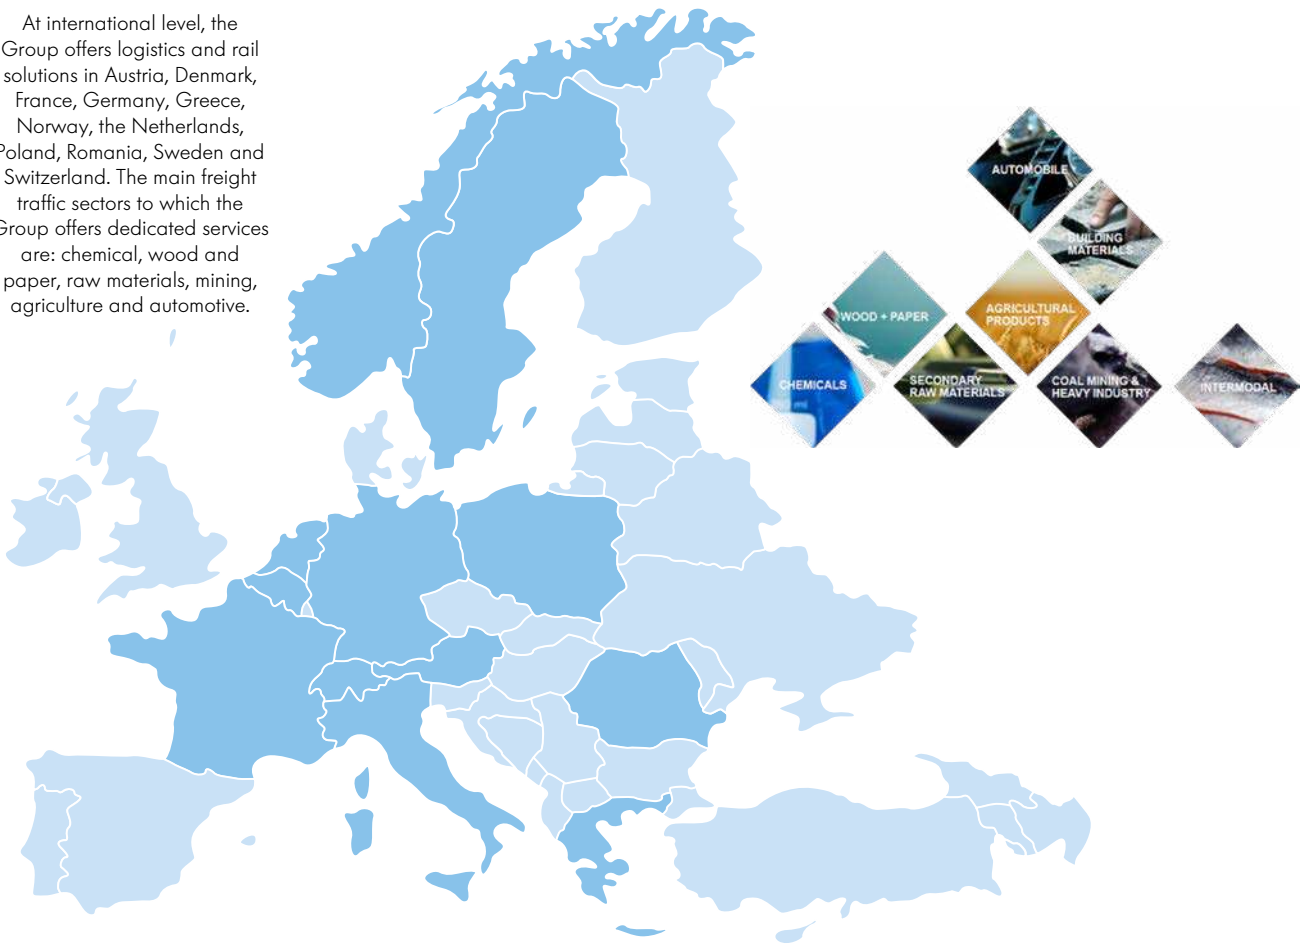 At international level, the
Group offers logistics and rail
solutions in Austria, Denmark,
France, Germany, Greece,
Norway, the Netherlands,
Poland, Romania, Sweden and
Switzerland. The main freight
traffic sectors to which the
Group offers dedicated services
are: chemical, wood and
paper, raw materials, mining,
agriculture and automotive.
AUTOMOBILE
BUILDING
MATERIALS
WOOD + PAPER
AGRICULTURAL
PRODUCTS
CHEMICALS
SECONDARY
RAW MATERIALS
COAL MINING &
HEAVY INDUSTRY
INTERMODAL